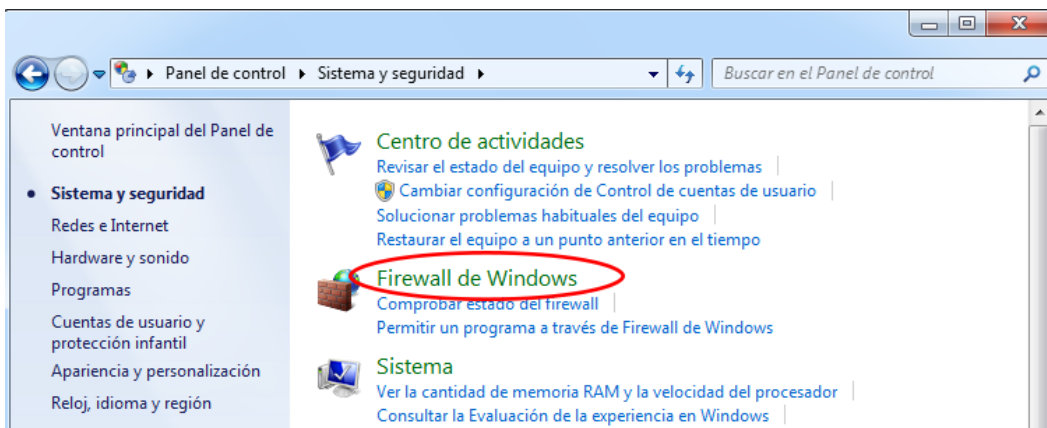 Panel de control
Sistema y seguridad
Buscar en el Panel de control
Ventana principal del Panel de
control
Sistema y seguridad
Redes e Internet
Hardware y sonido
Programas
Cuentas de usuario y
protección infantil
Apariencia y personalización
Reloj, idioma y región
Centro de actividades
Revisar el estado del equipo y resolver los problemas
Cambiar configuración de Control de cuentas de usuario
Solucionar problemas habituales del equipo
Restaurar el equipo a un punto anterior en el tiempo
Firewall de Windows
Comprobar estado del firewall
Permitir un programa a través de Firewall de Windows
Sistema
Ver la cantidad de memoria RAM y la velocidad del procesador
Consultar la Evaluación de la experiencia en Windows